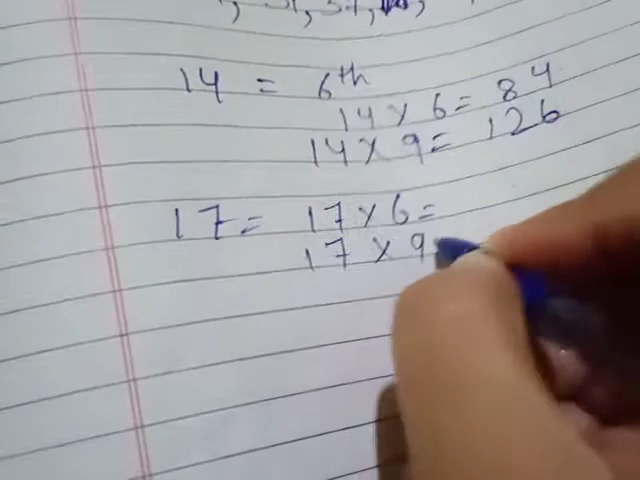 14 = 6th
14 x 6 = 84
14 x 9 = 126
17 = 17 x 6 =
17 x 9